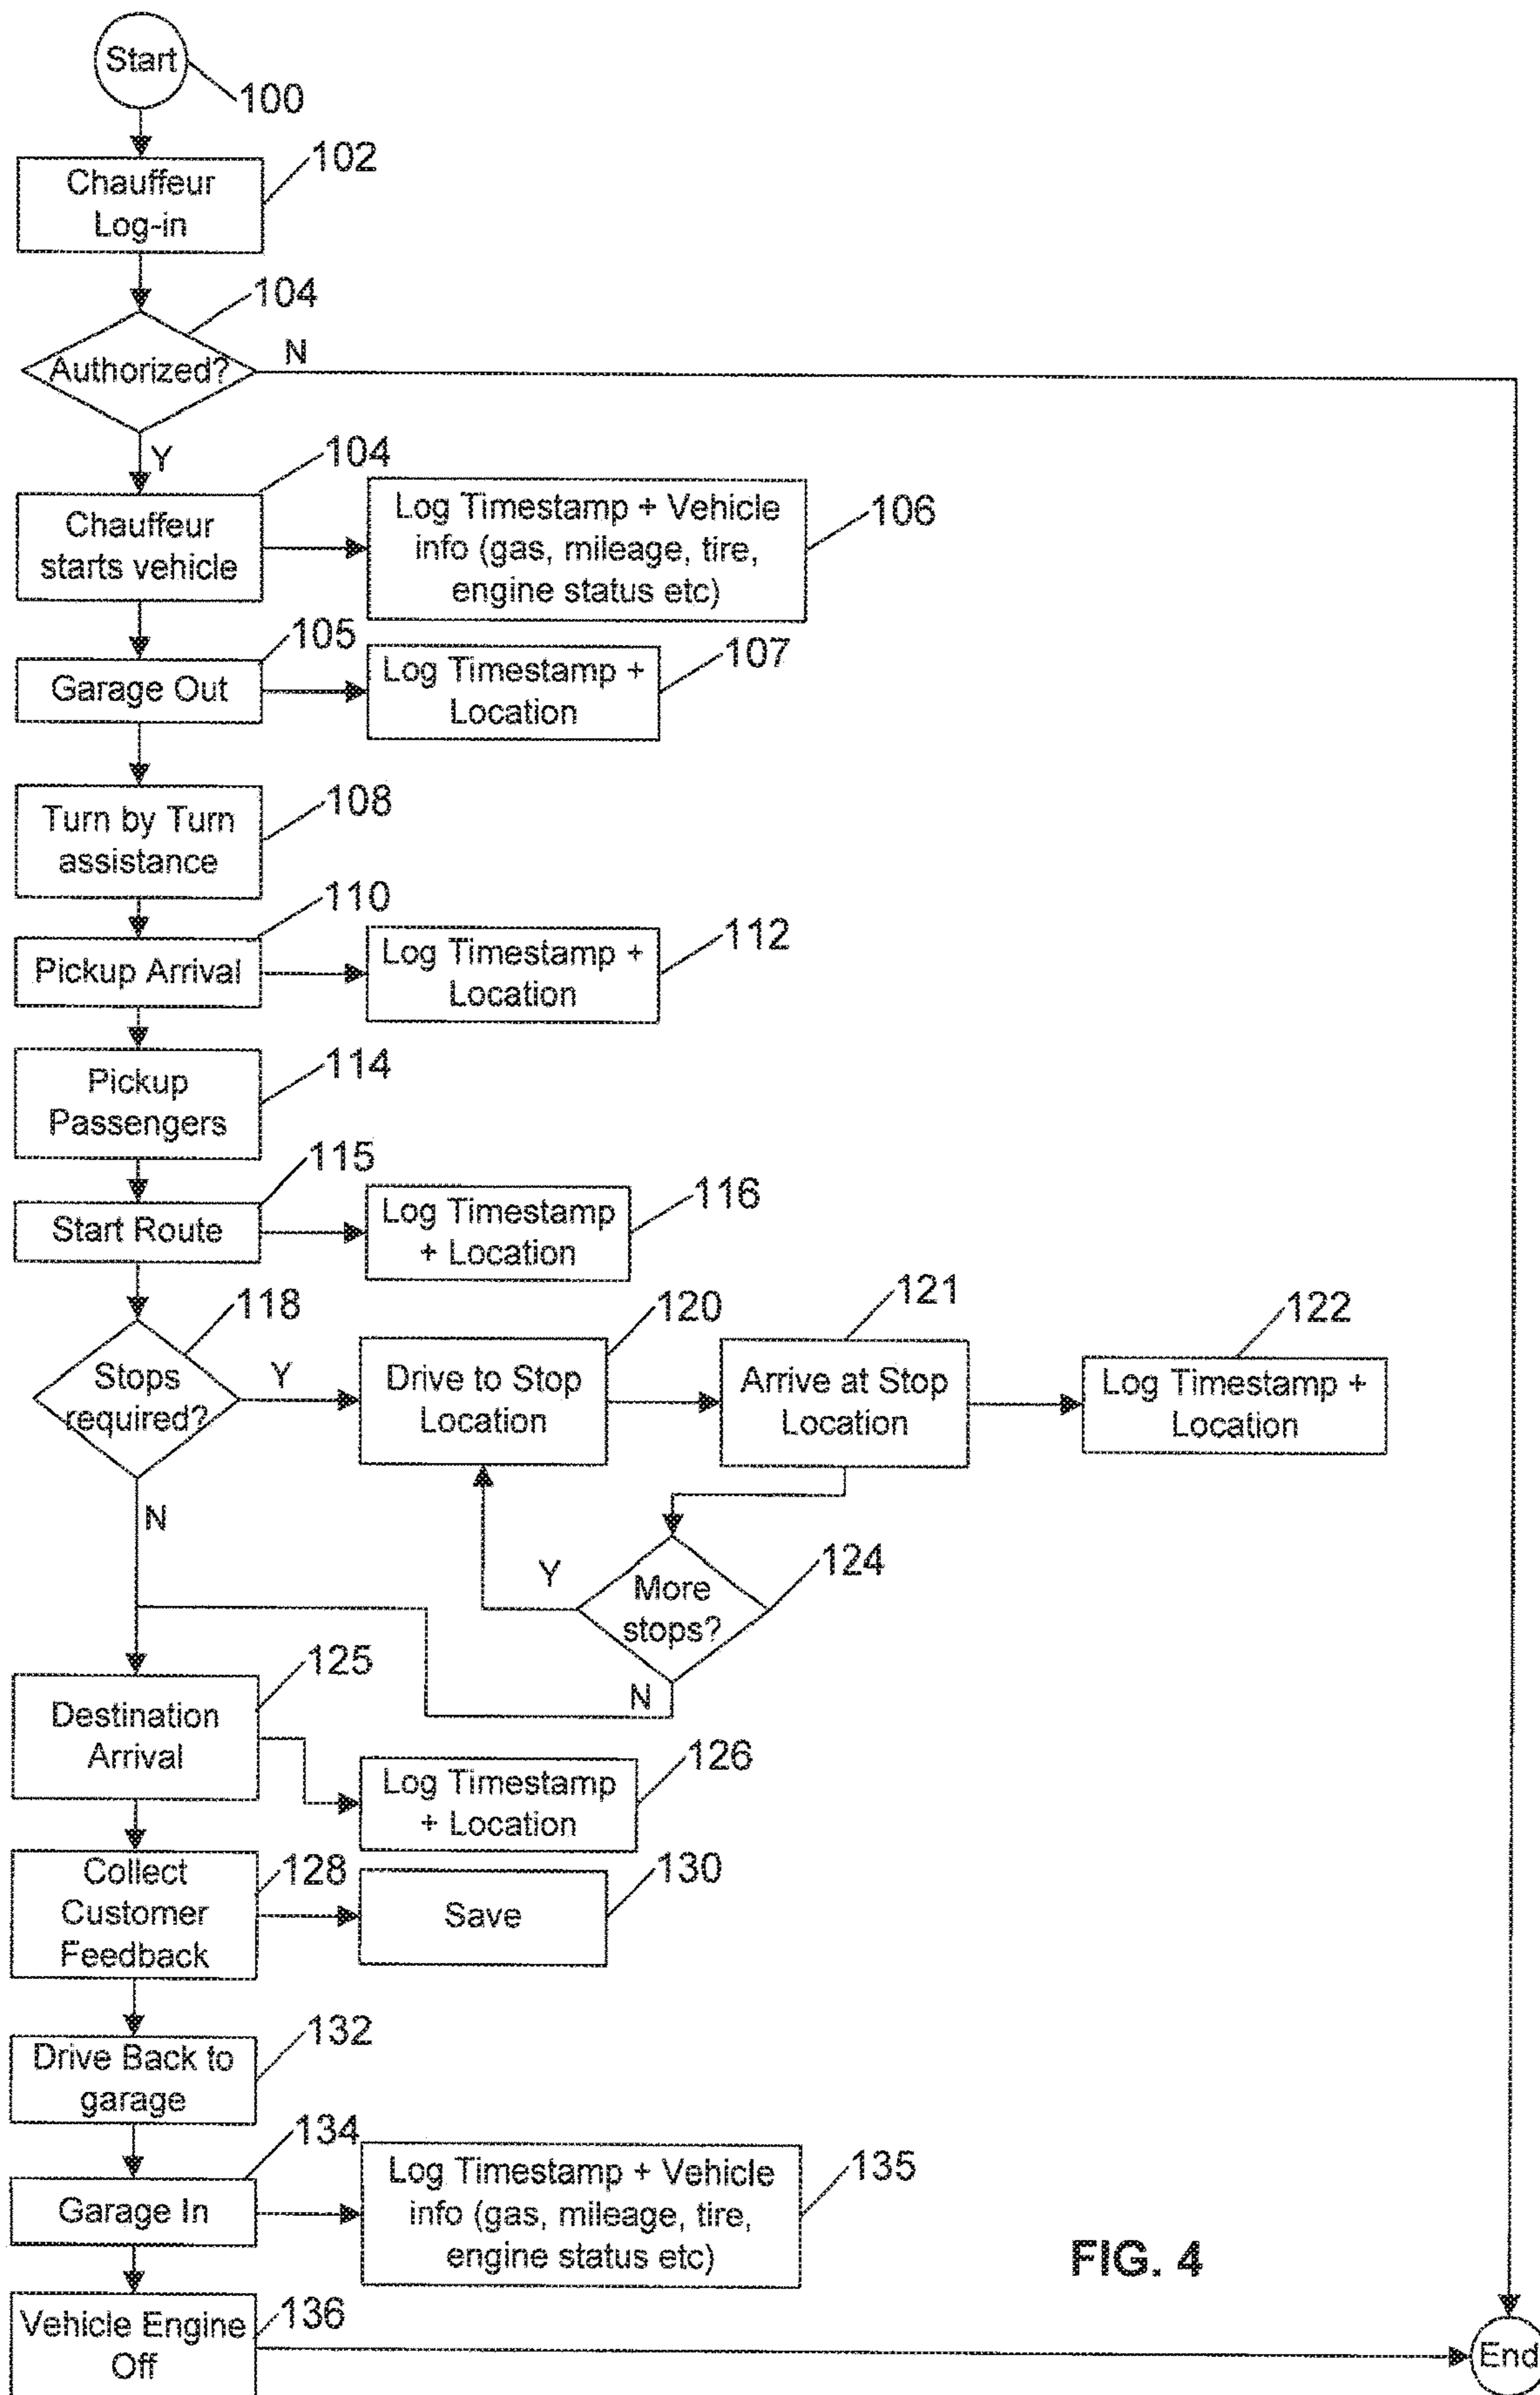 Start
100
102
Chauffeur
Log-in
104
Authorized?
N
Y
104
Chauffeur
starts vehicle
Log Timestamp + Vehicle
info (gas, mileage, tire,
engine status etc)
106
105
Garage Out
Log Timestamp +
Location
107
Turn by Turn
assistance
108
110
Pickup Arrival
Log Timestamp +
Location
112
Pickup
Passengers
114
115
Start Route
Log Timestamp
+ Location
116
118
Stops
required?
Y
N
120
Drive to Stop
Location
121
Arrive at Stop
Location
122
Log Timestamp +
Location
124
More
stops?
Y
N
125
Destination
Arrival
126
Log Timestamp
+ Location
Collect
Customer
Feedback
128
Save
130
Drive Back to
garage
132
134
Garage In
Log Timestamp + Vehicle
info (gas, mileage, tire,
engine status etc)
135
Vehicle Engine
Off
136
FIG. 4
End